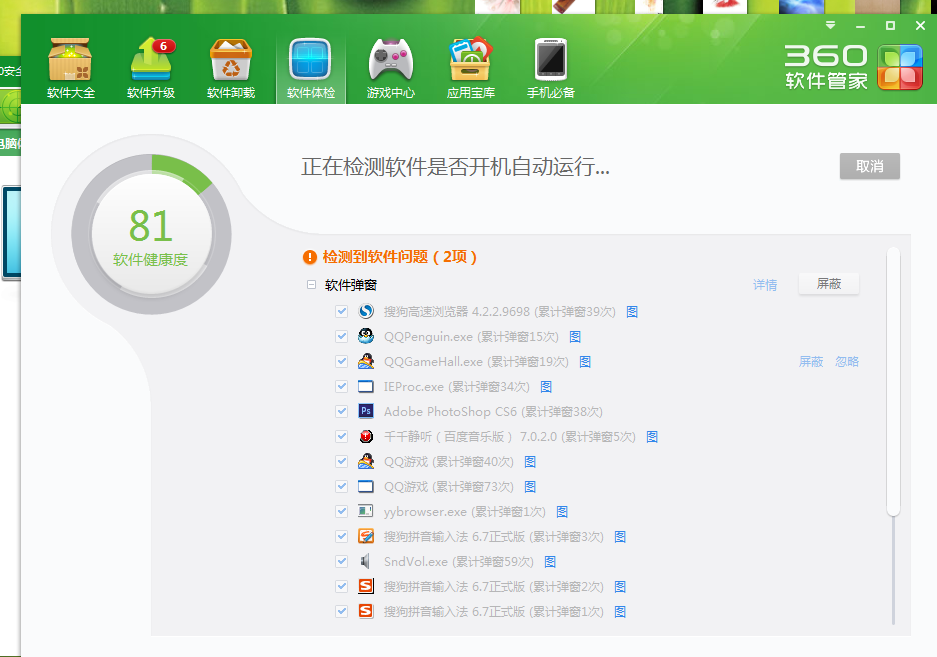 6
软件大全 软件升级 软件卸载 软件体检 游戏中心 应用宝库 手机必备
360
软件管家
正在检测软件是否开机自动运行...
取消
81
软件健康度
检测到软件问题（2项）
软件弹窗 详情 屏蔽
搜狗高速浏览器 4.2.2.9698 (累计弹窗39次) 图
QQPenguin.exe (累计弹窗15次) 图
QQGameHall.exe (累计弹窗19次) 图 屏蔽 忽略
IEProc.exe (累计弹窗34次) 图
Ps Adobe PhotoShop CS6 (累计弹窗38次)
千千静听（百度音乐版） 7.0.2.0 (累计弹窗5次) 图
QQ游戏 (累计弹窗40次) 图
QQ游戏 (累计弹窗73次) 图
yybrowser.exe (累计弹窗1次) 图
搜狗拼音输入法 6.7正式版 (累计弹窗3次) 图
SndVol.exe (累计弹窗59次) 图
搜狗拼音输入法 6.7正式版 (累计弹窗2次) 图
搜狗拼音输入法 6.7正式版 (累计弹窗1次) 图